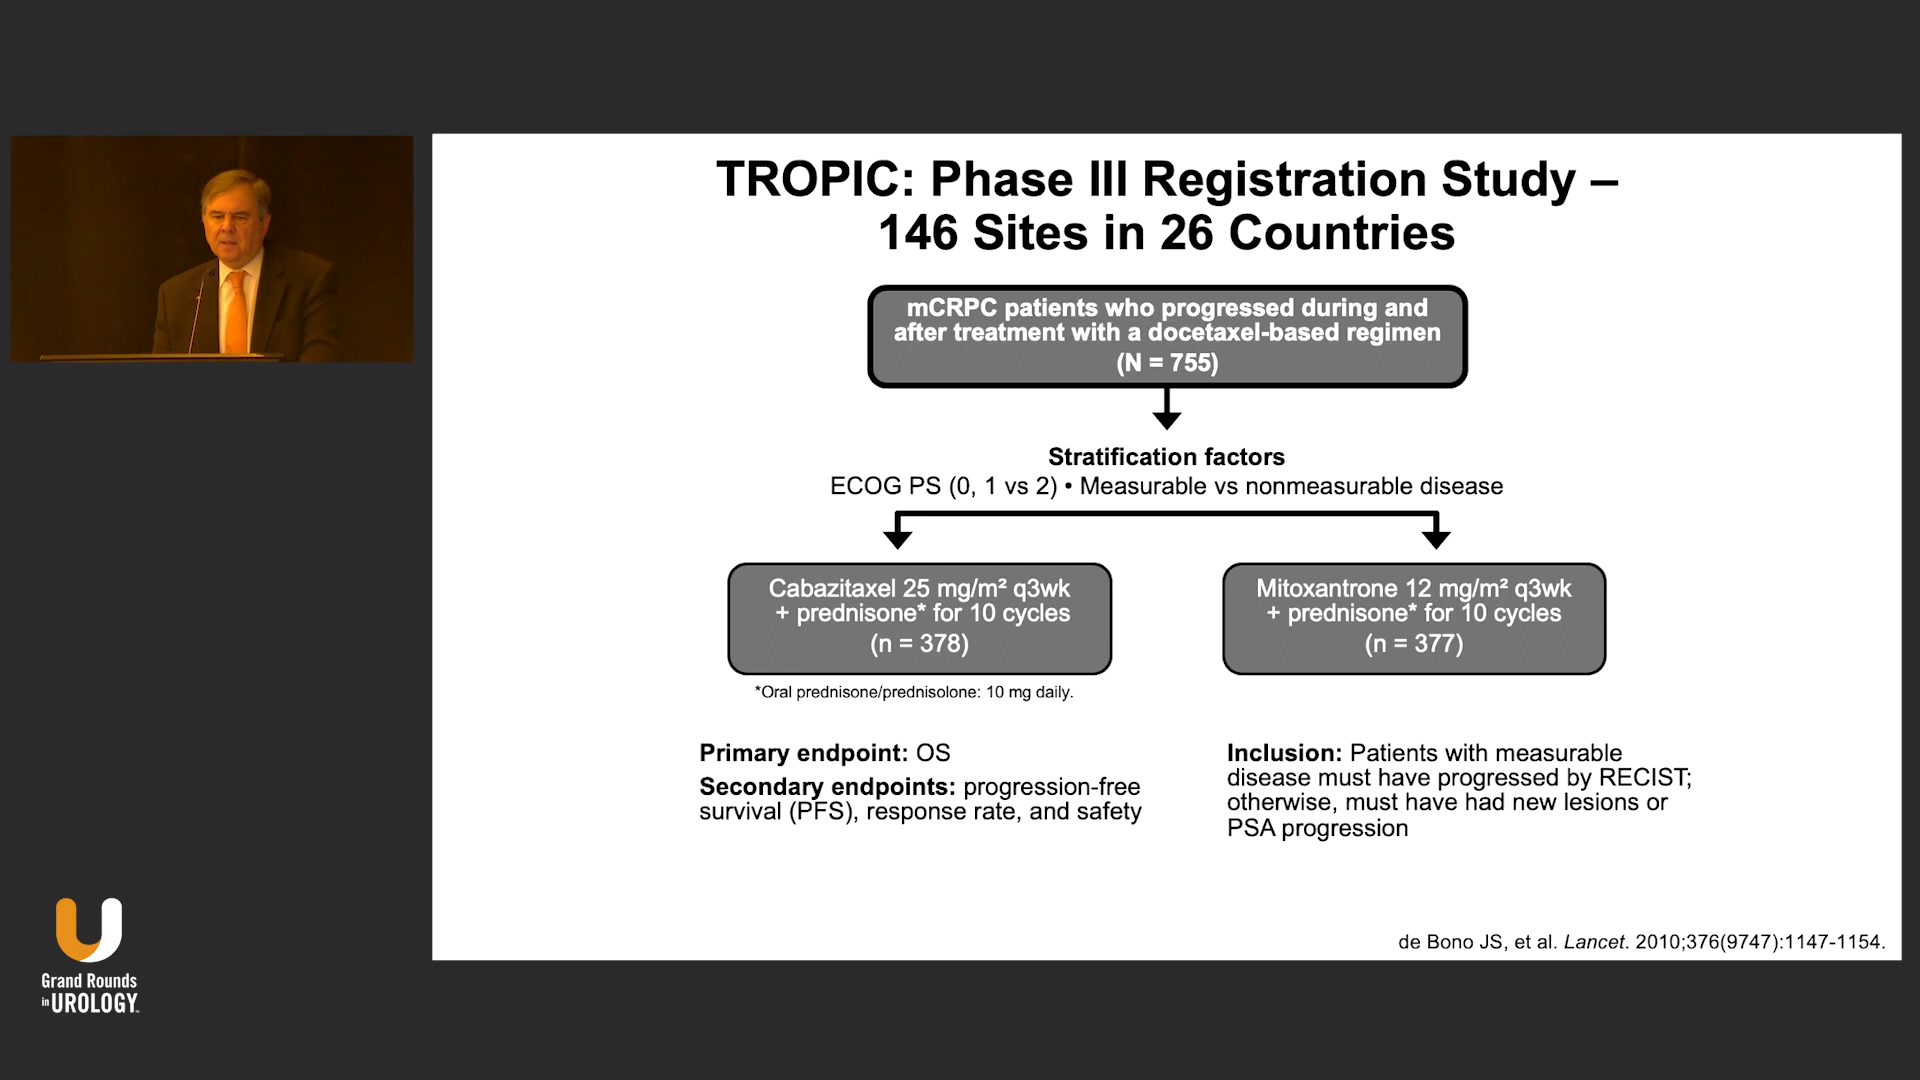 TROPIC: Phase III Registration Study –
146 Sites in 26 Countries
mCRPC patients who progressed during and
after treatment with a docetaxel-based regimen
(N = 755)
Stratification factors
ECOG PS (0, 1 vs 2) • Measurable vs nonmeasurable disease
Cabazitaxel 25 mg/m² q3wk
+ prednisone* for 10 cycles
(n = 378)
Mitoxantrone 12 mg/m² q3wk
+ prednisone* for 10 cycles
(n = 377)
*Oral prednisone/prednisolone: 10 mg daily.
Primary endpoint: OS
Secondary endpoints: progression-free
survival (PFS), response rate, and safety
Inclusion: Patients with measurable
disease must have progressed by RECIST;
otherwise, must have had new lesions or
PSA progression
de Bono JS, et al. Lancet. 2010;376(9747):1147-1154.
Grand Rounds
in UROLOGY